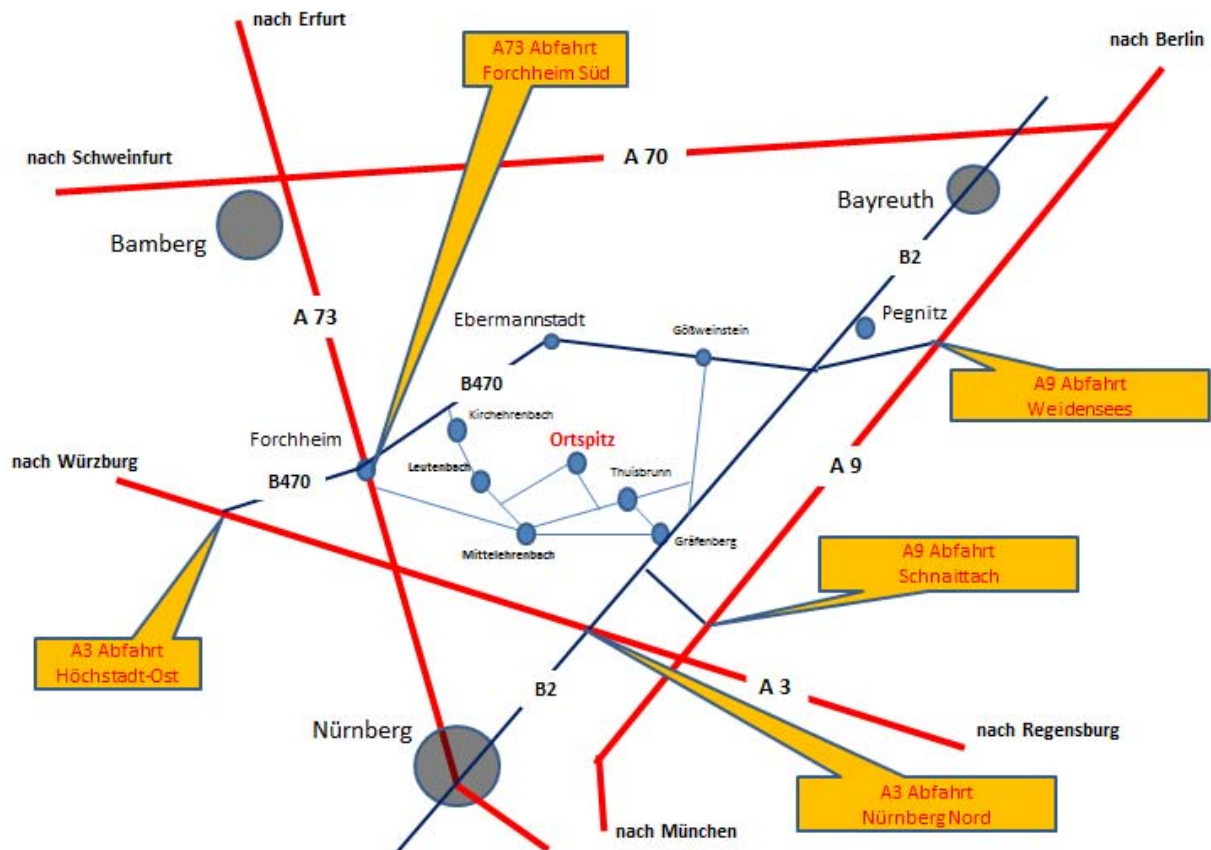 nach Erfurt
A73 Abfahrt
Forchheim Süd
nach Berlin
nach Schweinfurt
A 70
Bayreuth
Bamberg
B2
A 73
Ebermannstadt
Gößweinstein
Pegnitz
B470
A9 Abfahrt
Weidensees
Kirchehrenbach
Forchheim
Ortspitz
nach Würzburg
Leutenbach
Thuisbrunn
A 9
B470
Mittelehrenbach
Gräfenberg
A9 Abfahrt
Schnaittach
A3 Abfahrt
Höchstadt-Ost
B2
A 3
Nürnberg
nach Regensburg
A3 Abfahrt
Nürnberg Nord
nach München